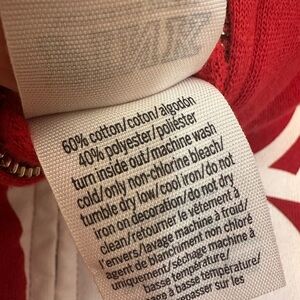 60% cotton/coton/algodón
40% polyester/poliéster
turn inside out/machine wash
cold/only non-chlorine bleach/
tumble dry low/cool iron/do not
iron on decoration/do not dry
clean/retourner le vêtement à
l'envers/lavage machine à froid/
agent de blanchiment non chloré
uniquement/séchage machine à
basse température/
basse température/
sage à